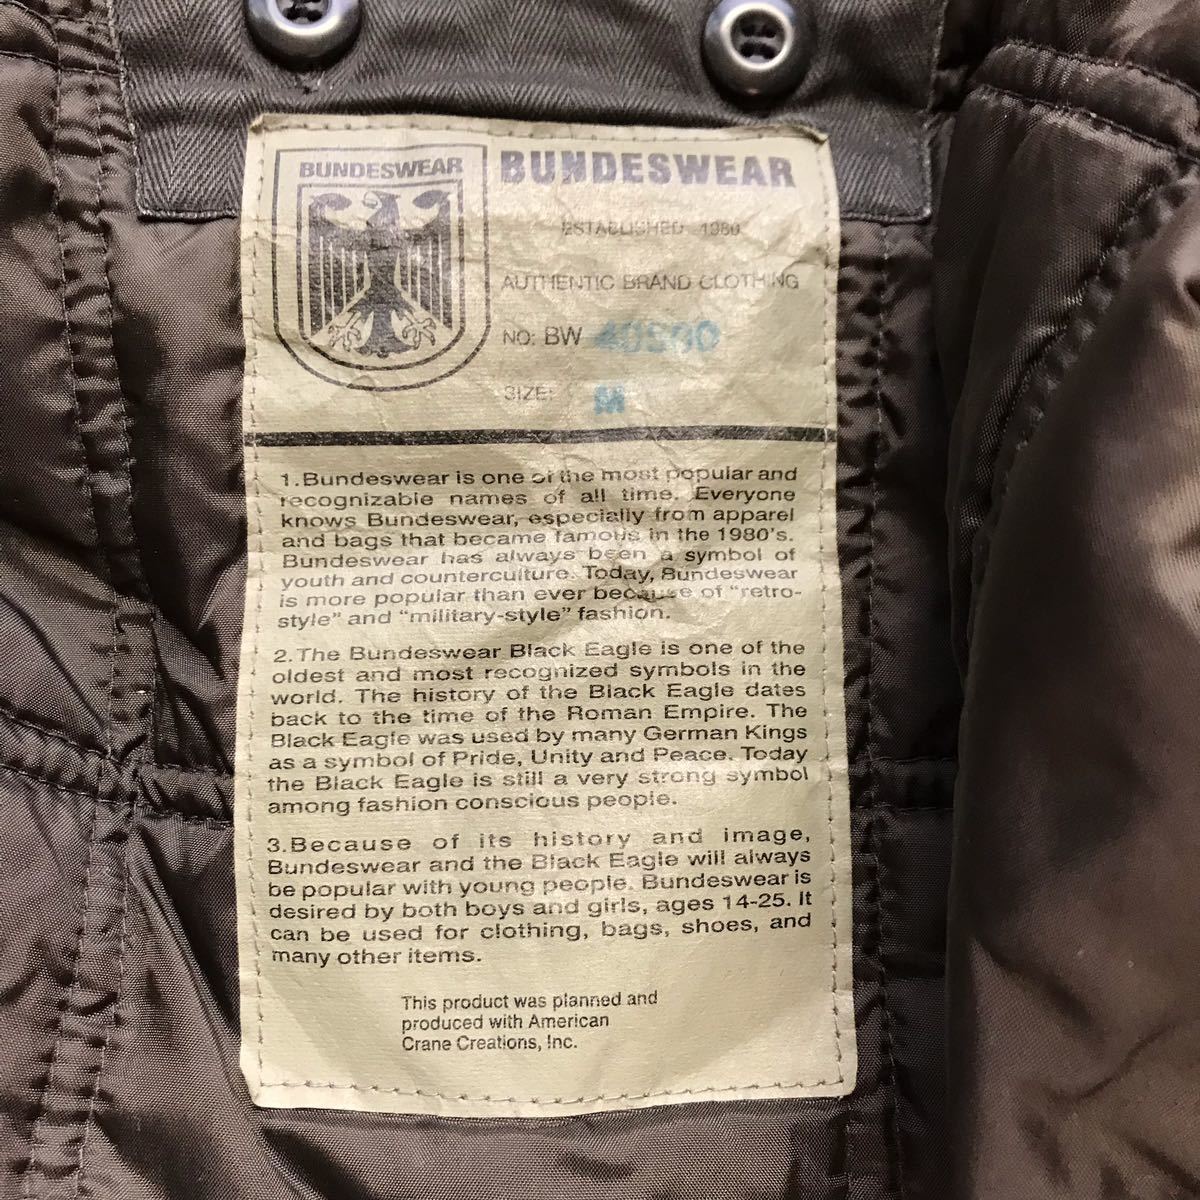 BUNDESWEAR
BUNDESWEAR
ESTABLISHED 1980
AUTHENTIC BRAND CLOTHING
NO: BW
SIZE: M
1.Bundeswear is one of the most popular and
recognizable names of all time. Everyone
knows Bundeswear, especially from apparel
and bags that became famous in the 1980's.
Bundeswear has always been a symbol of
youth and counterculture. Today, Bundeswear
is more popular than ever because of "retro-
style" and "military-style" fashion.
2.The Bundeswear Black Eagle is one of the
oldest and most recognized symbols in the
world. The history of the Black Eagle dates
back to the time of the Roman Empire. The
Black Eagle was used by many German Kings
as a symbol of Pride, Unity and Peace. Today
the Black Eagle is still a very strong symbol
among fashion conscious people.
3.Because of its history and image,
Bundeswear and the Black Eagle will always
be popular with young people. Bundeswear is
desired by both boys and girls, ages 14-25. It
can be used for clothing, bags, shoes, and
many other items.
This product was planned and
produced with American
Crane Creations, Inc.